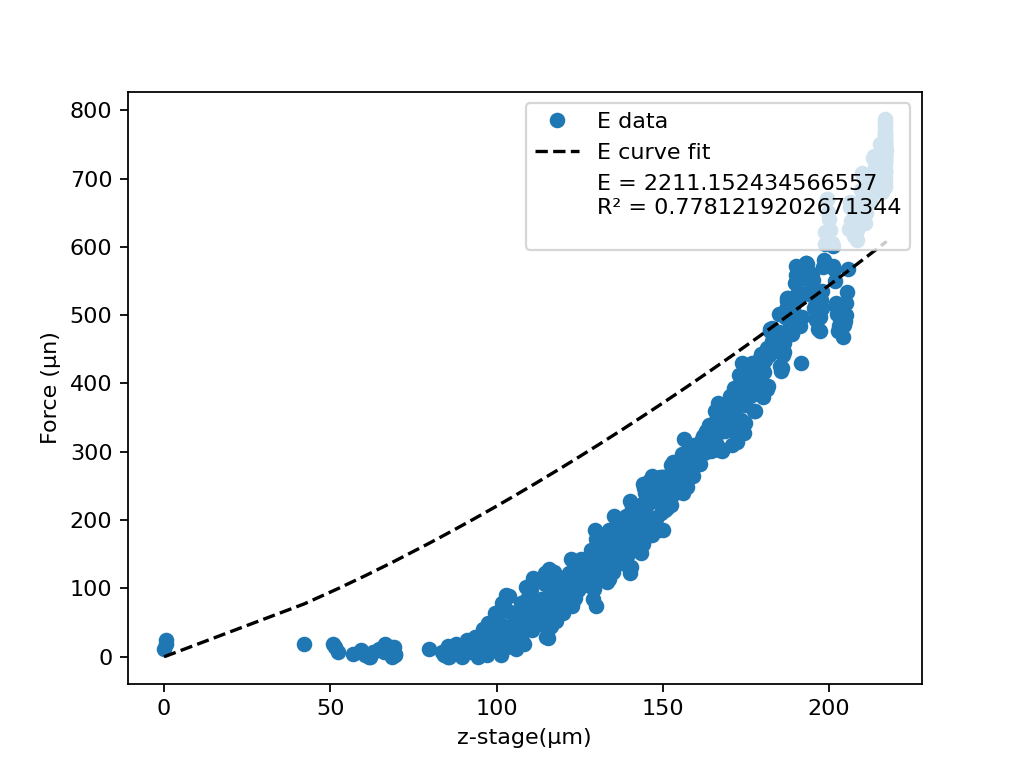 E data
E curve fit
E = 2211.152434566557
R² = 0.7781219202671344
800
700
600
500
400
300
200
100
0
Force (μn)
0 50 100 150 200
z-stage(μm)